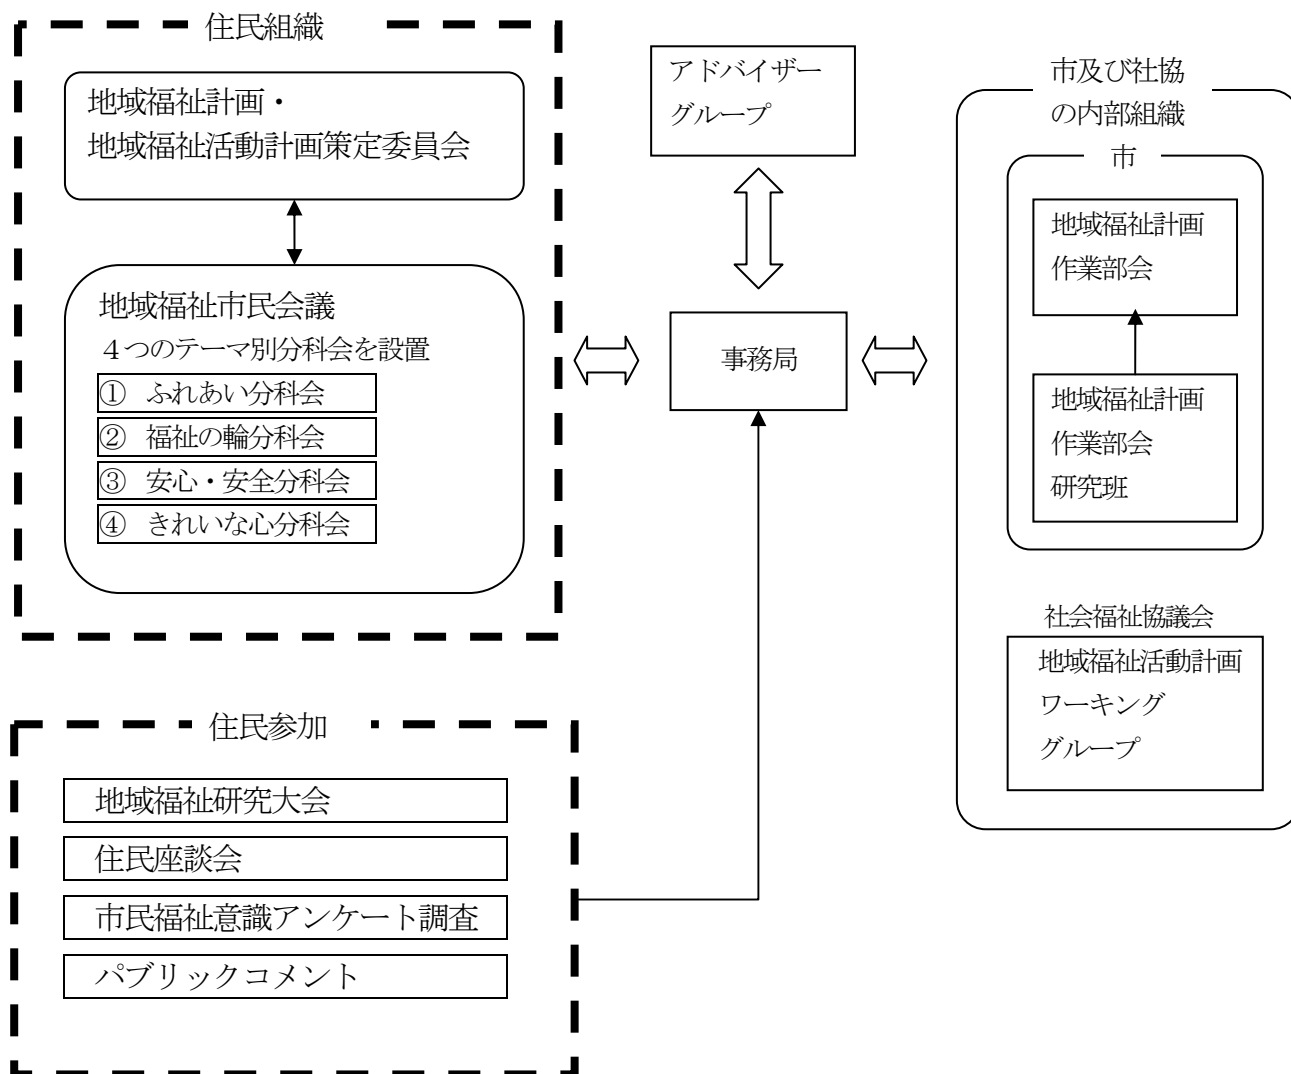 住民組織
地域福祉計画・
地域福祉活動計画策定委員会
地域福祉市民会議
４つのテーマ別分科会を設置
① ふれあい分科会
② 福祉の輪分科会
③ 安心・安全分科会
④ きれいな心分科会
住民参加
地域福祉研究大会
住民座談会
市民福祉意識アンケート調査
パブリックコメント
アドバイザー
グループ
事務局
市及び社協
の内部組織
市
地域福祉計画
作業部会
地域福祉計画
作業部会
研究班
社会福祉協議会
地域福祉活動計画
ワーキング
グループ